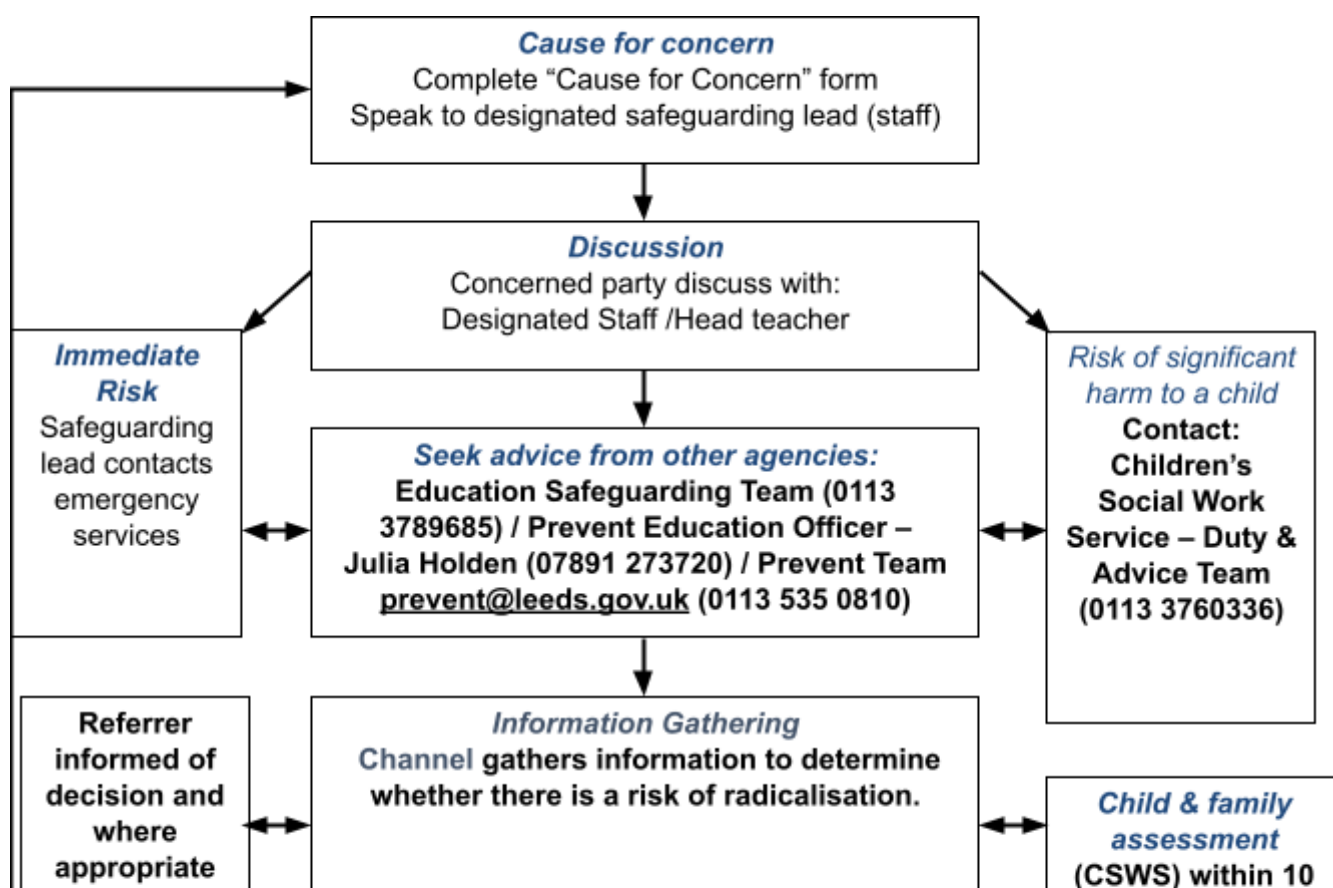 Cause for concern
Complete “Cause for Concern” form
Speak to designated safeguarding lead (staff)
Discussion
Concerned party discuss with:
Designated Staff /Head teacher
Immediate
Risk
Safeguarding
lead contacts
emergency
services
Seek advice from other agencies:
Education Safeguarding Team (0113
3789685) / Prevent Education Officer –
Julia Holden (07891 273720) / Prevent Team
prevent@leeds.gov.uk (0113 535 0810)
Risk of significant
harm to a child
Contact:
Children’s
Social Work
Service – Duty &
Advice Team
(0113 3760336)
Referrer
informed of
decision and
where
appropriate
Information Gathering
Channel gathers information to determine
whether there is a risk of radicalisation.
Child & family
assessment
(CSWS) within 10